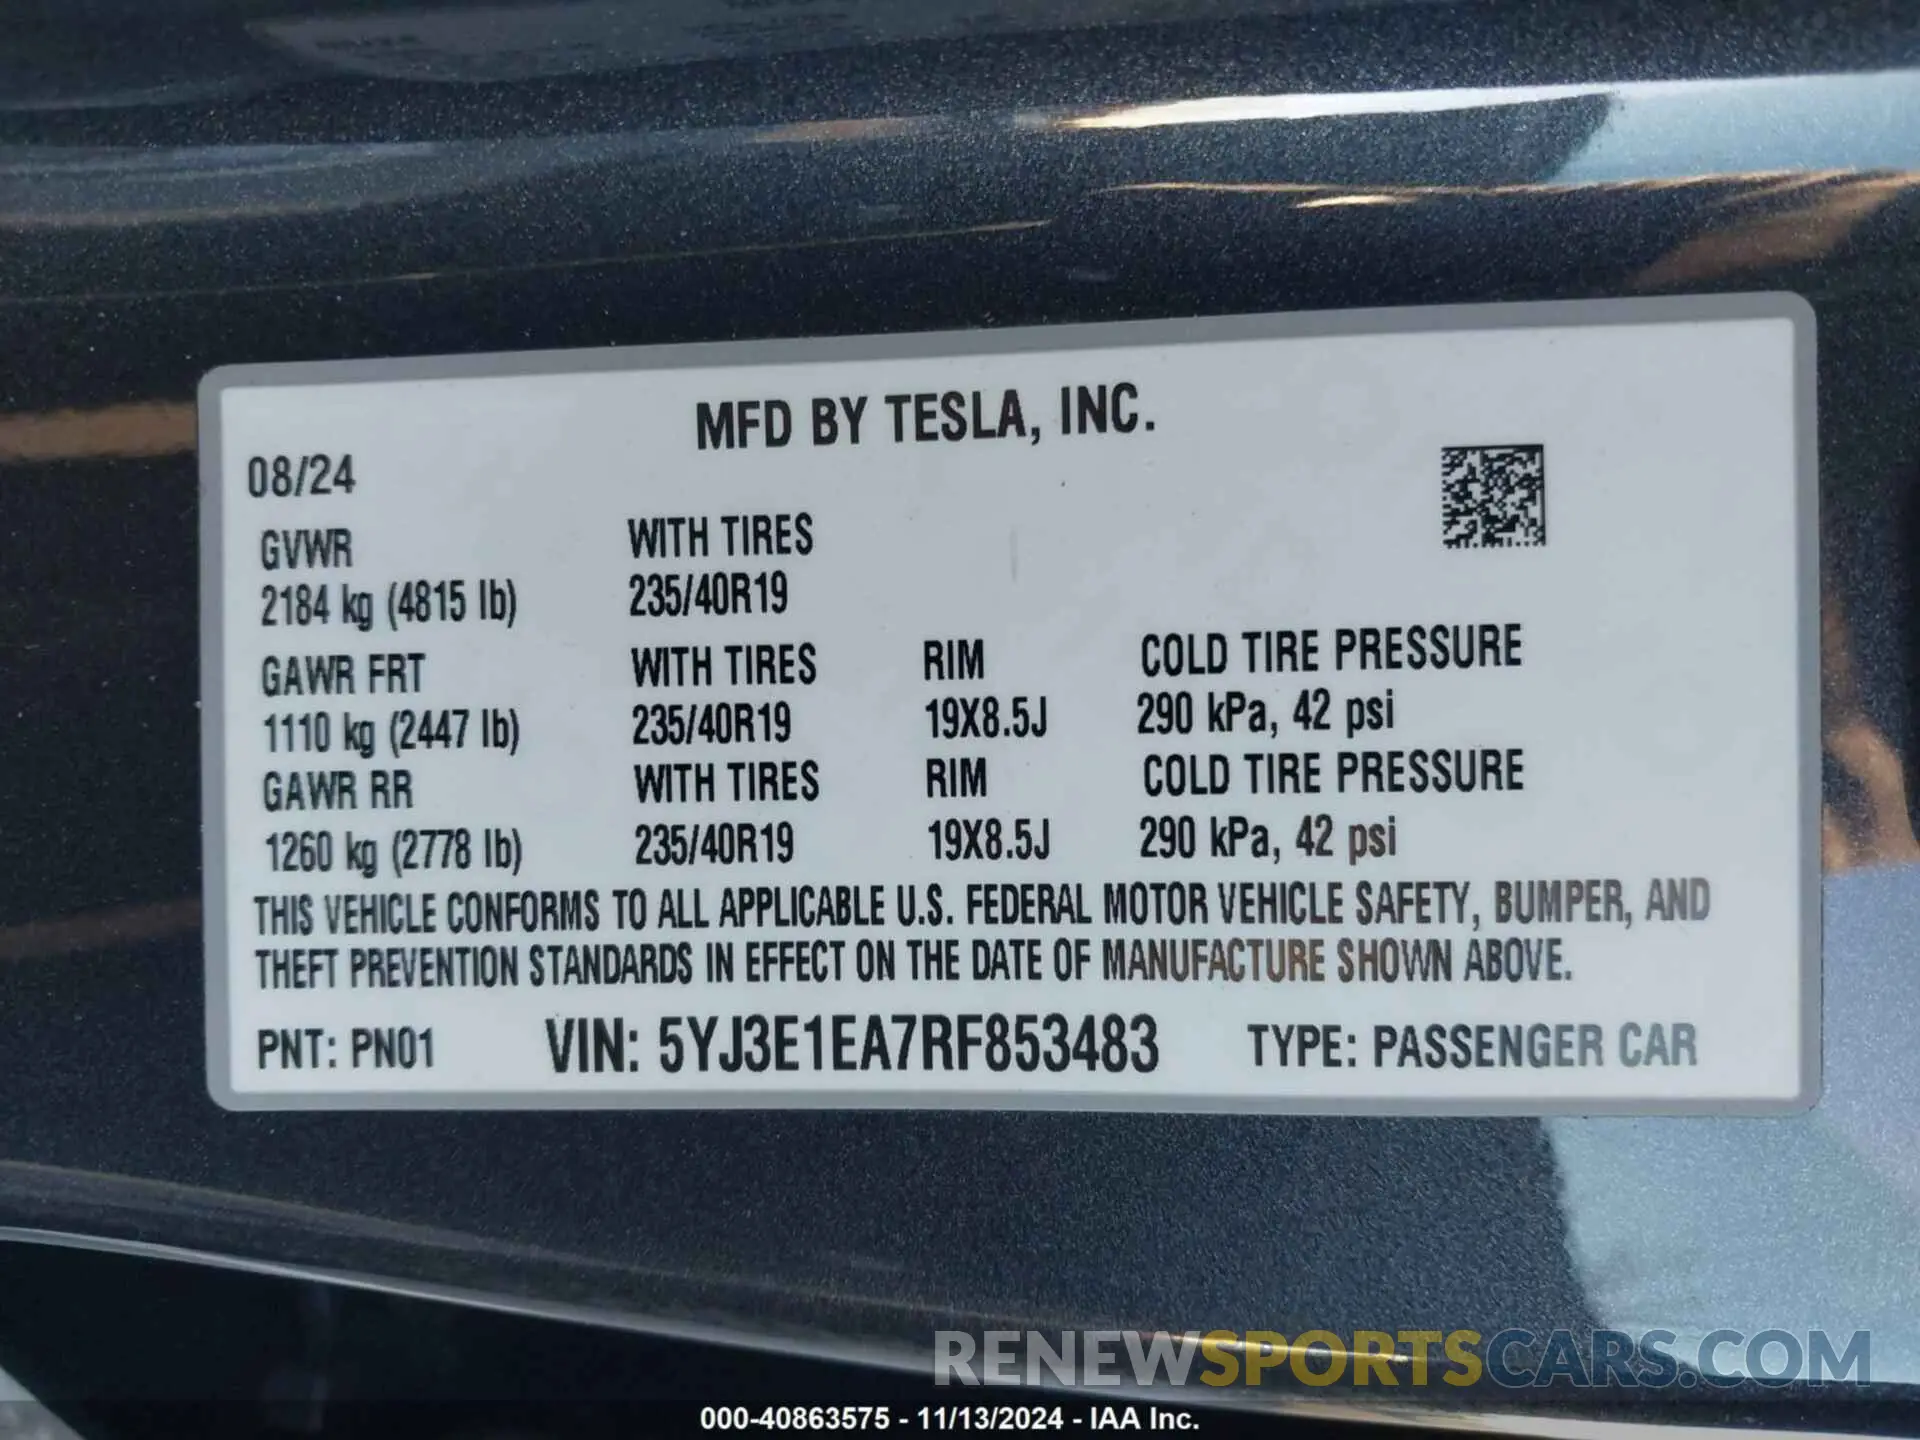 MFD BY TESLA, INC.
08/24
GVWR WITH TIRES
2184 kg (4815 lb) 235/40R19
GAWR FRT WITH TIRES RIM COLD TIRE PRESSURE
1110 kg (2447 lb) 235/40R19 19X8.5J 290 kPa, 42 psi
GAWR RR WITH TIRES RIM COLD TIRE PRESSURE
1260 kg (2778 lb) 235/40R19 19X8.5J 290 kPa, 42 psi
THIS VEHICLE CONFORMS TO ALL APPLICABLE U.S. FEDERAL MOTOR VEHICLE SAFETY, BUMPER, AND
THEFT PREVENTION STANDARDS IN EFFECT ON THE DATE OF MANUFACTURE SHOWN ABOVE.
PNT: PN01 VIN: 5YJ3E1EA7RF853483 TYPE: PASSENGER CAR
RENEWSPORTSCARS.COM
000-40863575 - 11/13/2024 - IAA Inc.